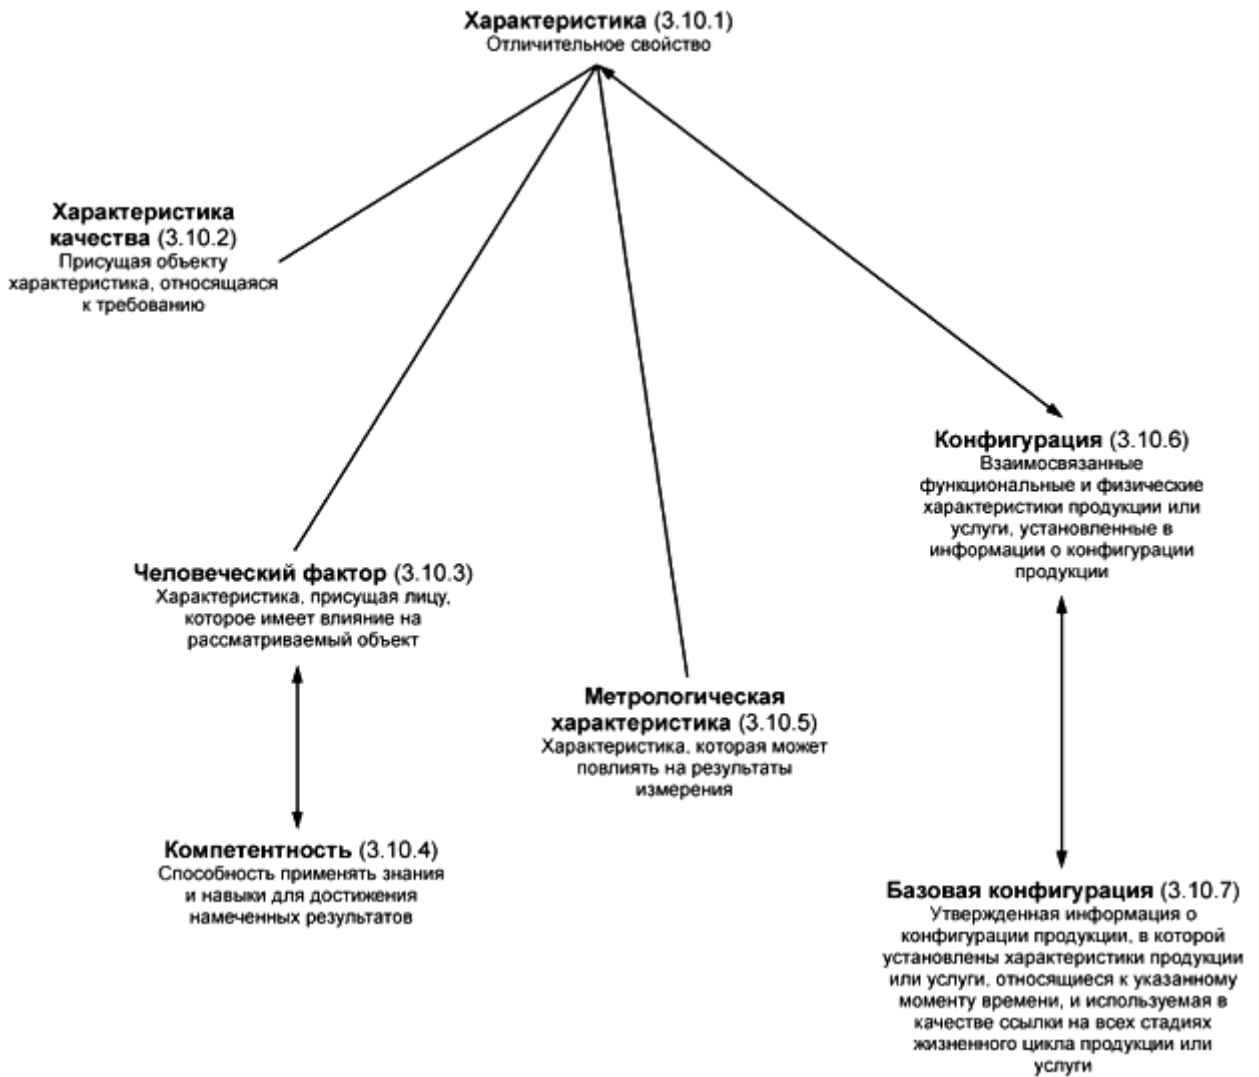 Характеристика (3.10.1)
Отличительное свойство
Характеристика
качества (3.10.2)
Присущая объекту
характеристика, относящаяся
к требованию
Конфигурация (3.10.6)
Взаимосвязанные
функциональные и физические
характеристики продукции или
услуги, установленные в
информации о конфигурации
продукции
Человеческий фактор (3.10.3)
Характеристика, присущая лицу,
которое имеет влияние на
рассматриваемый объект
Метрологическая
характеристика (3.10.5)
Характеристика, которая может
повлиять на результаты
измерения
Компетентность (3.10.4)
Способность применять знания
и навыки для достижения
намеченных результатов
Базовая конфигурация (3.10.7)
Утвержденная информация о
конфигурации продукции, в которой
установлены характеристики продукции
или услуги, относящиеся к указанному
моменту времени, и используемая в
качестве ссылки на всех стадиях
жизненного цикла продукции или
услуги